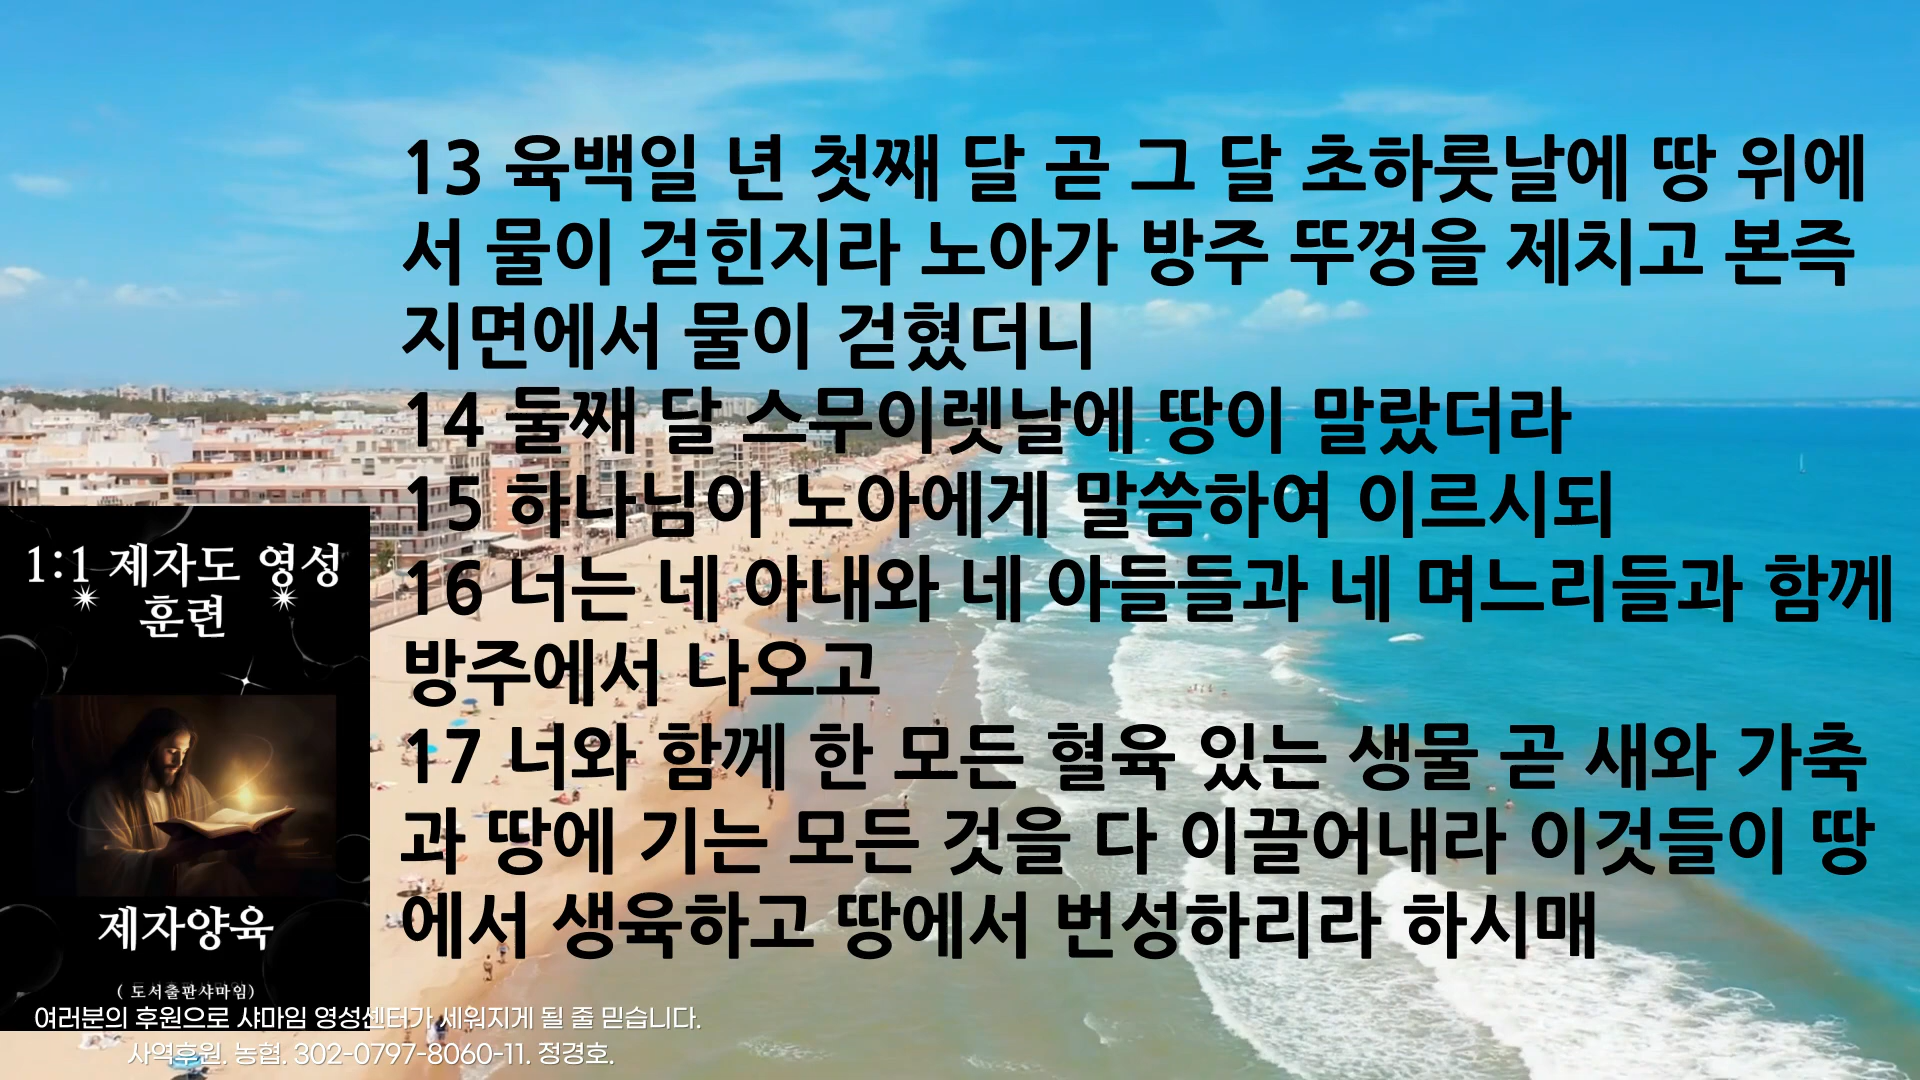 13 육백일 년 첫째 달 곧 그 달 초하룻날에 땅 위에
서 물이 걷힌지라 노아가 방주 뚜껑을 제치고 본즉
지면에서 물이 걷혔더니
14 둘째 달 스무이렛날에 땅이 말랐더라
15 하나님이 노아에게 말씀하여 이르시되
16 너는 네 아내와 네 아들들과 네 며느리들과 함께
방주에서 나오고
17 너와 함께 한 모든 혈육 있는 생물 곧 새와 가축
과 땅에 기는 모든 것을 다 이끌어내라 이것들이 땅
에서 생육하고 땅에서 번성하리라 하시매
1:1 제자도 영성
훈련
제자양육
( 도서출판샤마임)
여러분의 후원으로 샤마임 영성센터가 세워지게 될 줄 믿습니다.
사역후원. 농협. 302-0797-8060-11. 정경호.